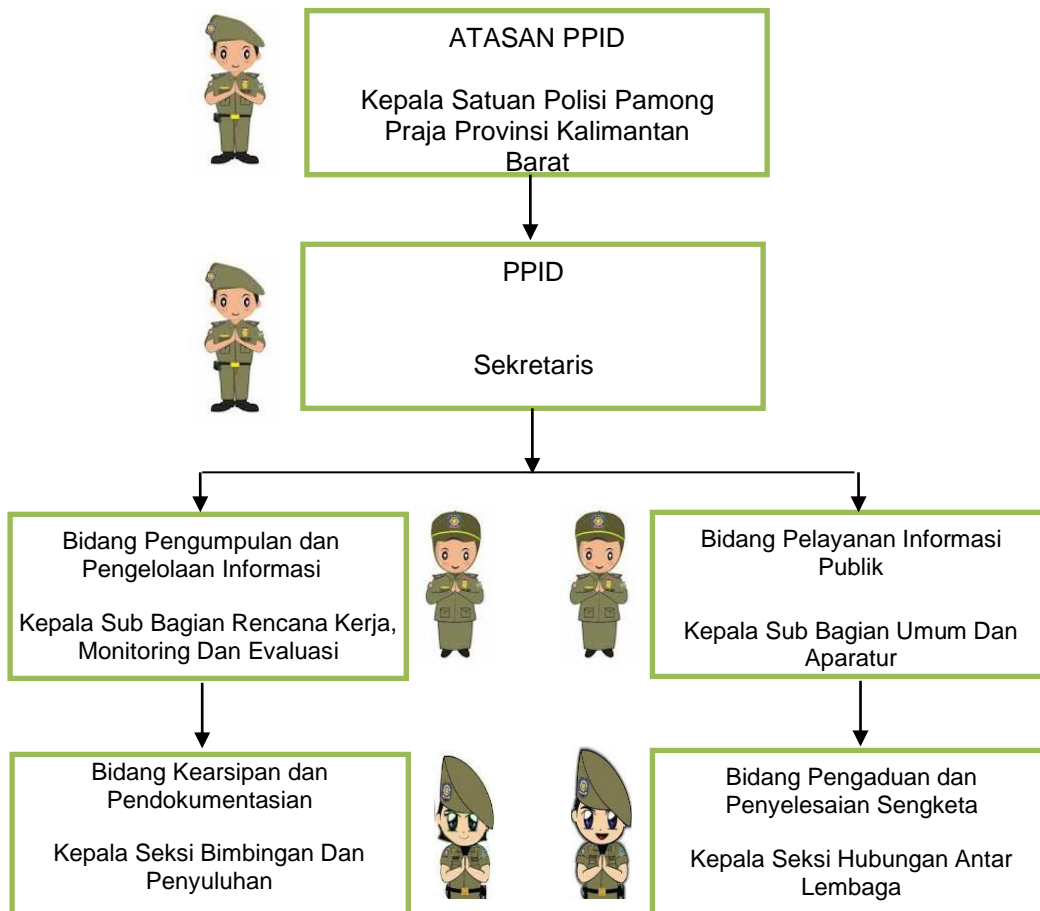 ATASAN PPID
Kepala Satuan Polisi Pamong
Praja Provinsi Kalimantan
Barat
PPID
Sekretaris
Bidang Pengumpulan dan
Pengelolaan Informasi
Kepala Sub Bagian Rencana Kerja,
Monitoring Dan Evaluasi
Bidang Pelayanan Informasi
Publik
Kepala Sub Bagian Umum Dan
Aparatur
Bidang Kearsipan dan
Pendokumentasian
Kepala Seksi Bimbingan Dan
Penyuluhan
Bidang Pengaduan dan
Penyelesaian Sengketa
Kepala Seksi Hubungan Antar
Lembaga